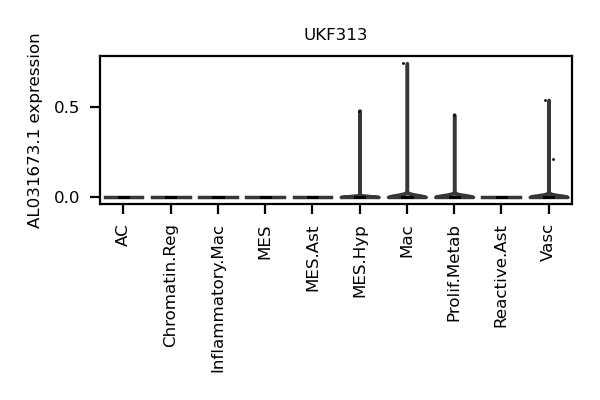 UKF313
AL031673.1 expression
0.5
0.0
AC
Chromatin.Reg
Inflammatory.Mac
MES
MES.Ast
MES.Hyp
Mac
Prolif.Metab
Reactive.Ast
Vasc